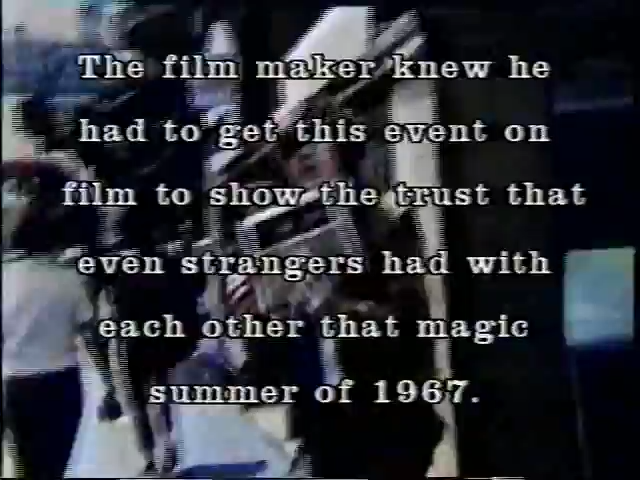 The film maker knew he
had to get this event on
film to show the trust that
even strangers had with
each other that magic
summer of 1967.